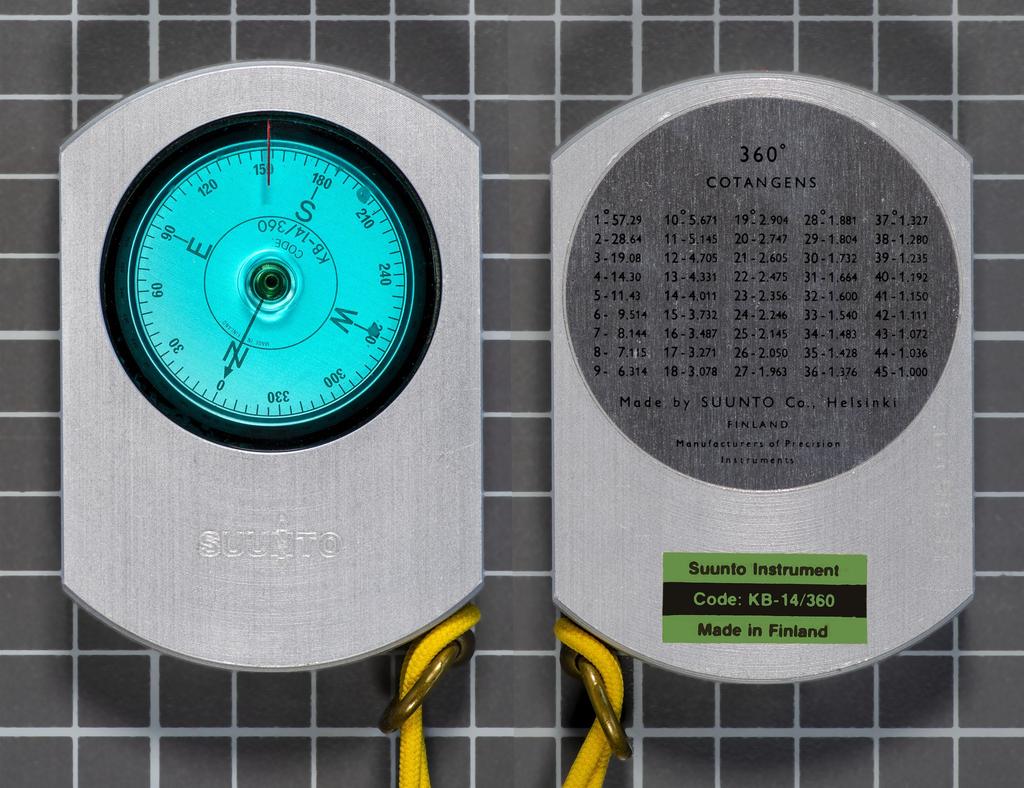 150
180
210
240
270
300
330
0
30
60
90
120
S
W
N
E
CODE:
KB-14/360
MADE IN FINLAND
SUUNTO
360°
COTANGENS
1°-57.29 10°-5.671 19°-2.904 28°-1.881 37°-1.327
2-28.64 11-5.145 20-2.747 29-1.804 38-1.280
3-19.08 12-4.705 21-2.605 30-1.732 39-1.235
4-14.30 13-4.331 22-2.475 31-1.664 40-1.192
5-11.43 14-4.011 23-2.356 32-1.600 41-1.150
6- 9.514 15-3.732 24-2.246 33-1.540 42-1.111
7- 8.144 16-3.487 25-2.145 34-1.483 43-1.072
8- 7.115 17-3.271 26-2.050 35-1.428 44-1.036
9- 6.314 18-3.078 27-1.963 36-1.376 45-1.000
Made by SUUNTO Co., Helsinki
FINLAND
Manufacturers of Precision
Instruments
Suunto Instrument
Code: KB-14/360
Made in Finland